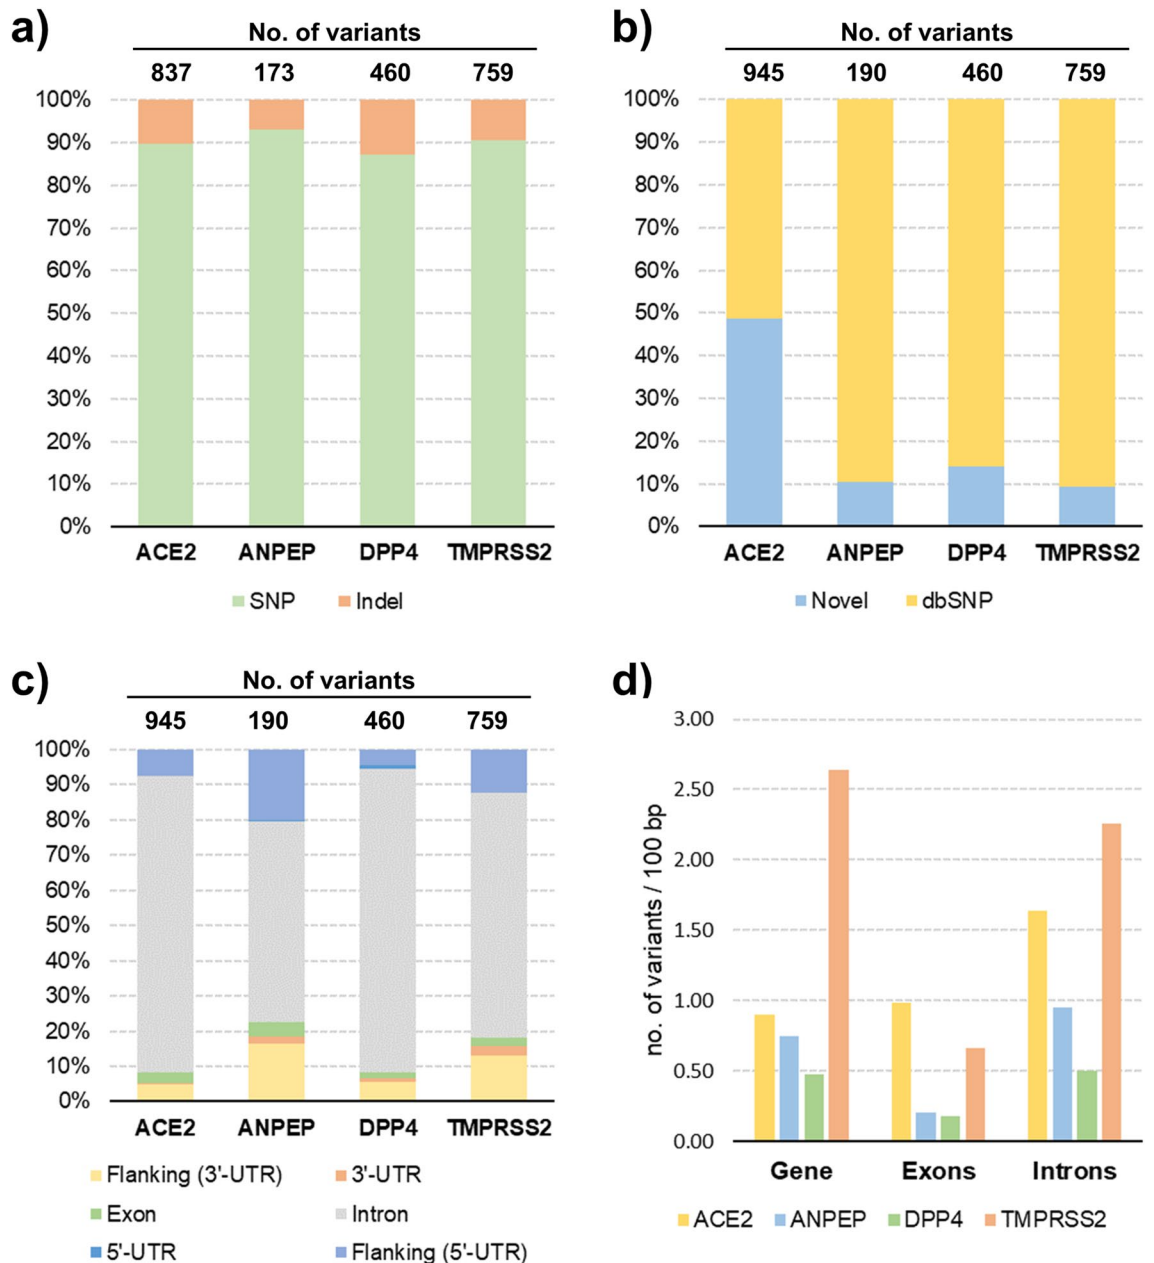 a)
No. of variants
837 173 460 759
100%
90%
80%
70%
60%
50%
40%
30%
20%
10%
0%
ACE2 ANPEP DPP4 TMPRSS2
SNP Indel
b)
No. of variants
945 190 460 759
100%
90%
80%
70%
60%
50%
40%
30%
20%
10%
0%
ACE2 ANPEP DPP4 TMPRSS2
Novel dbSNP
c)
No. of variants
945 190 460 759
100%
90%
80%
70%
60%
50%
40%
30%
20%
10%
0%
ACE2 ANPEP DPP4 TMPRSS2
Flanking (3'-UTR) 3'-UTR
Exon Intron
5'-UTR Flanking (5'-UTR)
d)
no. of variants / 100 bp
3.00
2.50
2.00
1.50
1.00
0.50
0.00
Gene Exons Introns
ACE2 ANPEP DPP4 TMPRSS2